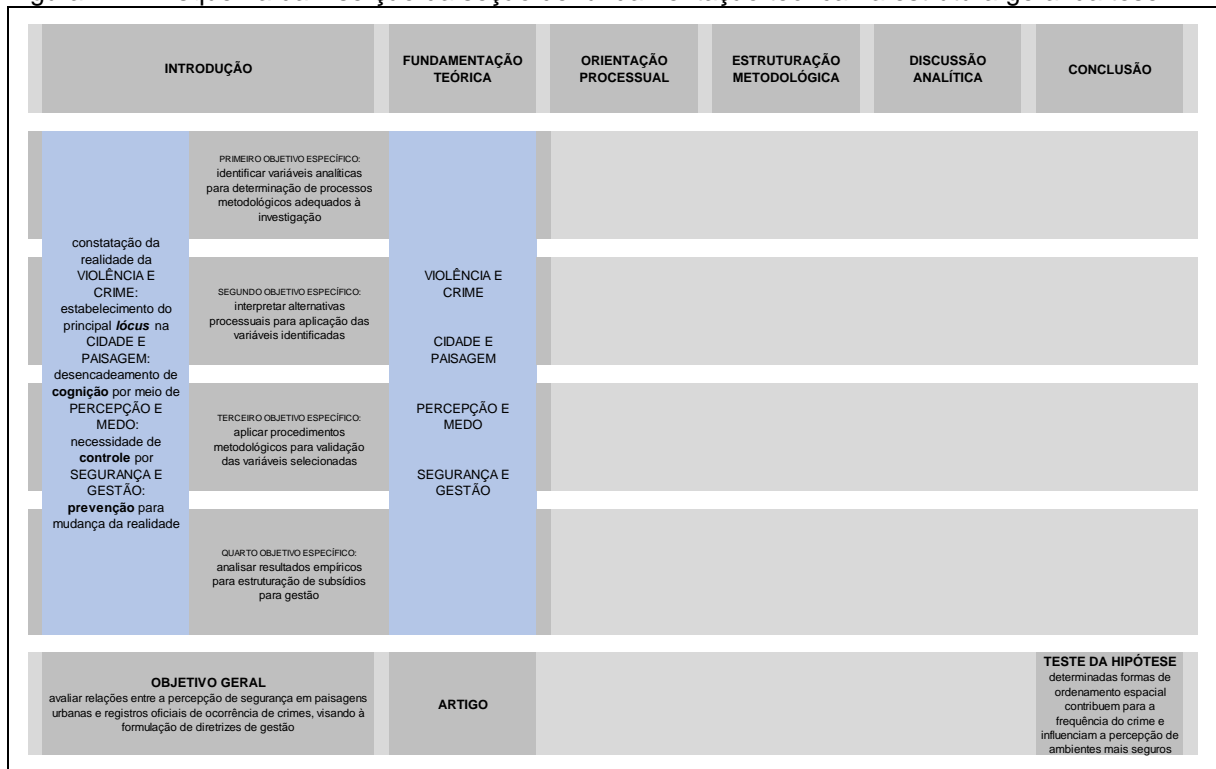 INTRODUÇÃO
FUNDAMENTAÇÃO
TEÓRICA
ORIENTAÇÃO
PROCESSUAL
ESTRUTURAÇÃO
METODOLÓGICA
DISCUSSÃO
ANALÍTICA
CONCLUSÃO
constatação da
realidade da
VIOLÊNCIA E
CRIME:
estabelecimento do
principal lócus na
CIDADE E
PAISAGEM:
desencadeamento de
cognição por meio de
PERCEPÇÃO E
MEDO:
necessidade de
controle por
SEGURANÇA E
GESTÃO:
prevenção para
mudança da realidade
PRIMEIRO OBJETIVO ESPECÍFICO:
identificar variáveis analíticas
para determinação de processos
metodológicos adequados à
investigação
SEGUNDO OBJETIVO ESPECÍFICO:
interpretar alternativas
processuais para aplicação das
variáveis identificadas
TERCEIRO OBJETIVO ESPECÍFICO:
aplicar procedimentos
metodológicos para validação
das variáveis selecionadas
QUARTO OBJETIVO ESPECÍFICO:
analisar resultados empíricos
para estruturação de subsídios
para gestão
VIOLÊNCIA E
CRIME
CIDADE E
PAISAGEM
PERCEPÇÃO E
MEDO
SEGURANÇA E
GESTÃO
OBJETIVO GERAL
avaliar relações entre a percepção de segurança em paisagens
urbanas e registros oficiais de ocorrência de crimes, visando à
formulação de diretrizes de gestão
ARTIGO
TESTE DA HIPÓTESE
determinadas formas de
ordenamento espacial
contribuem para a
frequência do crime e
influenciam a percepção de
ambientes mais seguros